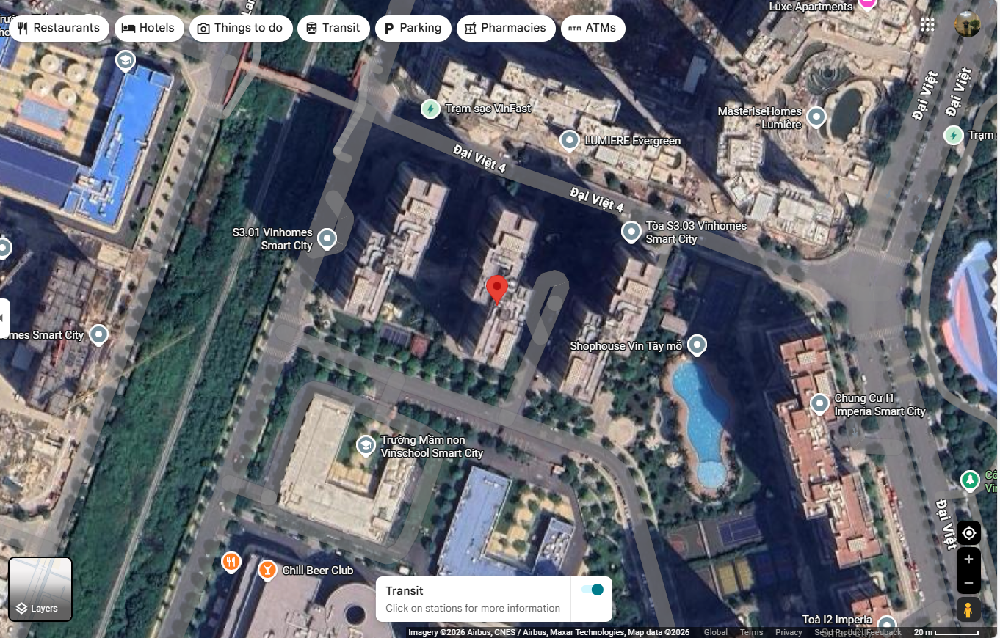 Luxe Apartments
Restaurants
Hotels
Things to do
Transit
Parking
Pharmacies
ATM ATMs
Đại Việt
Đại Việt
Trạm sạc VinFast
MasteriseHomes
- Lumière
Trạm
LUMIERE Evergreen
Đại Việt 4
Đại Việt 4
S3.01 Vinhomes
Smart City
Tòa S3.03 Vinhomes
Smart City
omes Smart City
Shophouse Vin Tây mỗ
Chung Cư I1
Imperia Smart City
Trường Mầm non
Vinschool Smart City
Đại Việt
Chill Beer Club
Layers
Transit
Click on stations for more information
Toà I2 Imperia
Smart City
Imagery ©2026 Airbus, CNES / Airbus, Maxar Technologies, Map data ©2026
Global
Terms
Privacy
Send Product Feedback
20 m